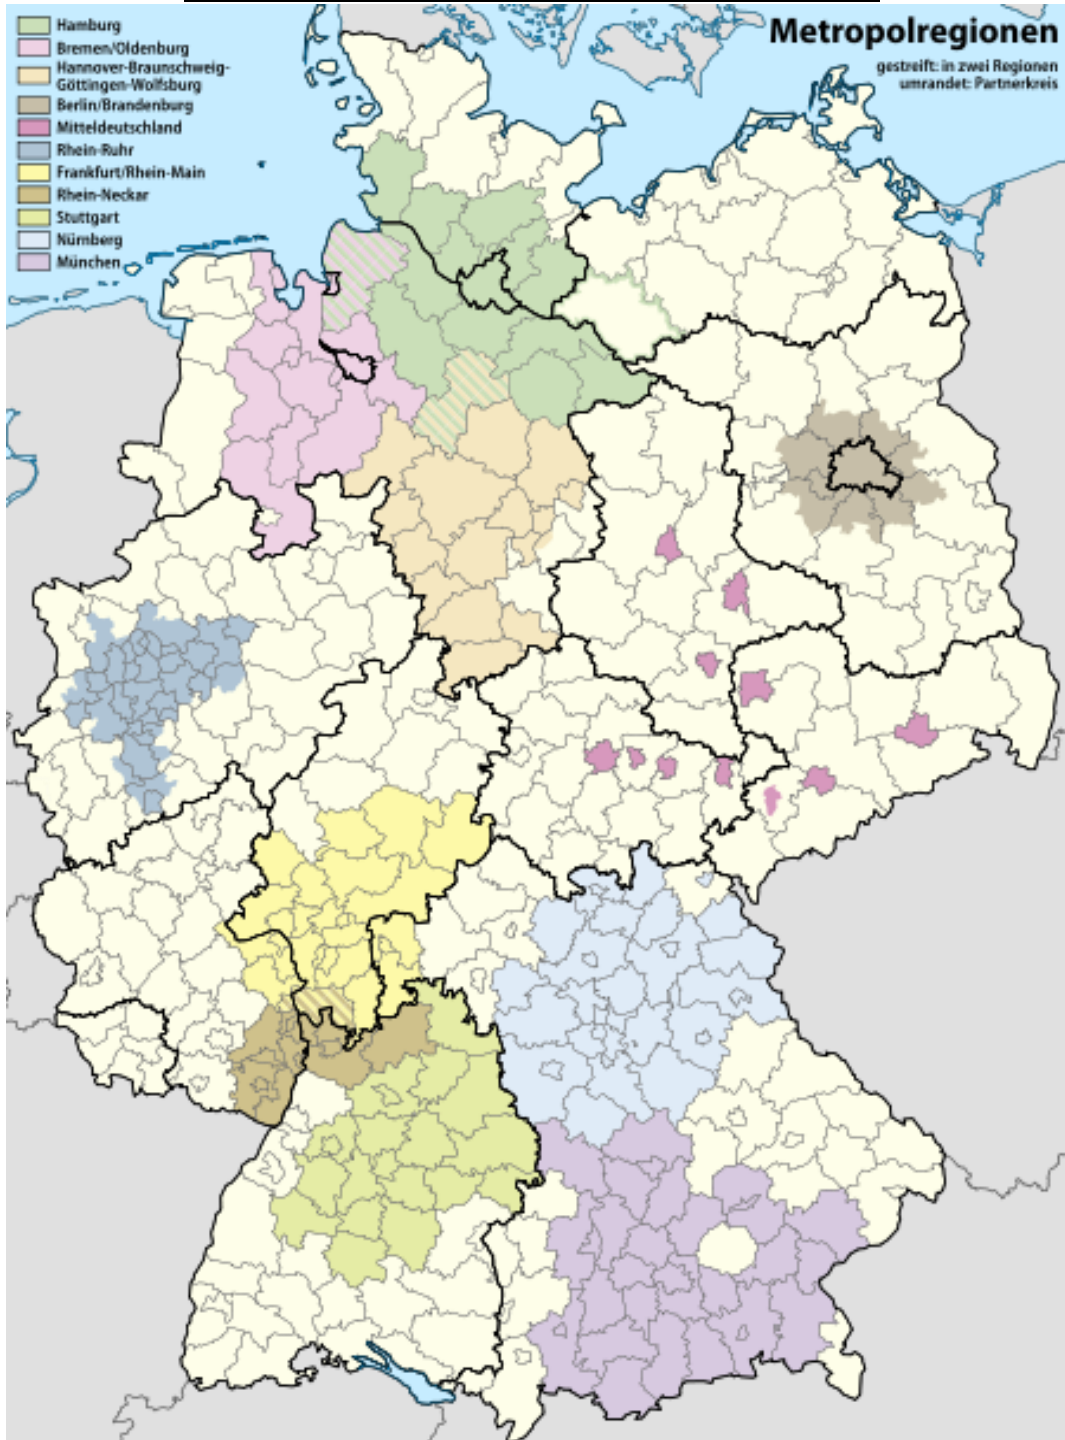 Metropolregionen
gestreift: in zwei Regionen
umrandet: Partnerkreis
Hamburg
Bremen/Oldenburg
Hannover-Braunschweig-
Göttingen-Wolfsburg
Berlin/Brandenburg
Mitteldeutschland
Rhein-Ruhr
Frankfurt/Rhein-Main
Rhein-Neckar
Stuttgart
Nürnberg
München